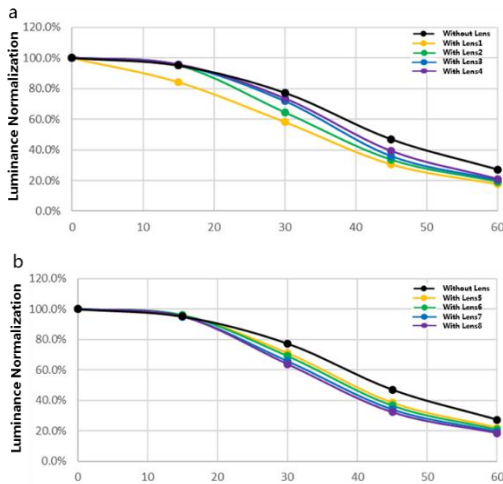 a
120.0%
100.0%
80.0%
60.0%
40.0%
20.0%
0.0%
Luminance Normalization
Without Lens
With Lens1
With Lens2
With Lens3
With Lens4
0 10 20 30 40 50 60
b
120.0%
100.0%
80.0%
60.0%
40.0%
20.0%
0.0%
Luminance Normalization
Without Lens
With Lens5
With Lens6
With Lens7
With Lens8
0 10 20 30 40 50 60